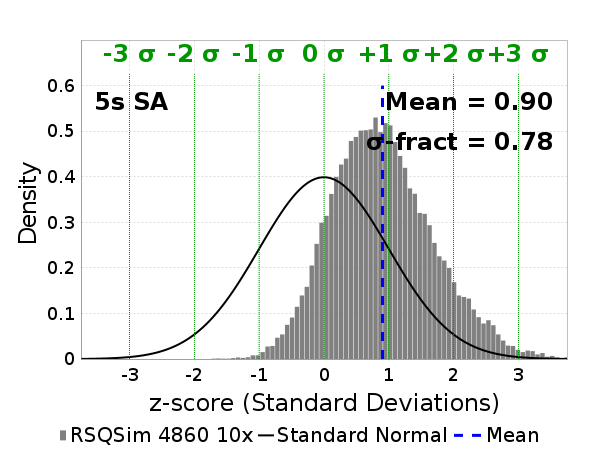 -3 σ -2 σ -1 σ 0 σ +1 σ +2 σ +3 σ
0.6
5s SA
Mean = 0.90
0.5
σ-fract = 0.78
0.4
0.3
0.2
0.1
0
Density
-3 -2 -1 0 1 2 3
z-score (Standard Deviations)
RSQSim 4860 10x Standard Normal Mean